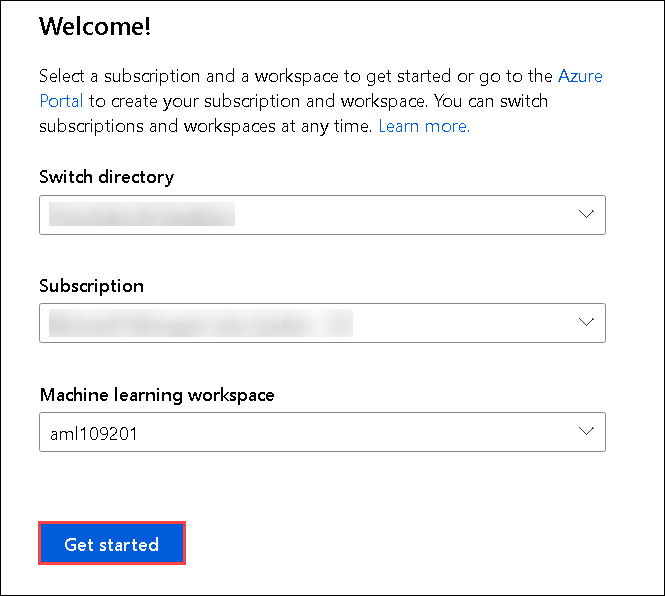 Welcome!
Select a subscription and a workspace to get started or go to the Azure
Portal to create your subscription and workspace. You can switch
subscriptions and workspaces at any time. Learn more.
Switch directory
Subscription
Machine learning workspace
aml109201
Get started